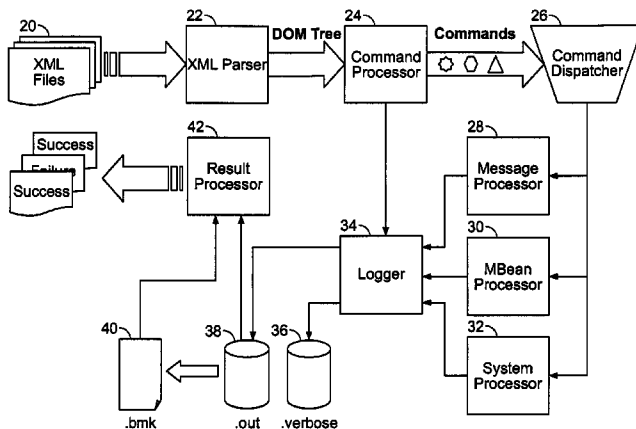 20
XML
Files
22
XML Parser
DOM Tree
24
Command
Processor
Commands
26
Command
Dispatcher
Success
Failure
Success
42
Result
Processor
28
Message
Processor
34
Logger
30
MBean
Processor
32
System
Processor
40
.bmk
38
.out
36
.verbose